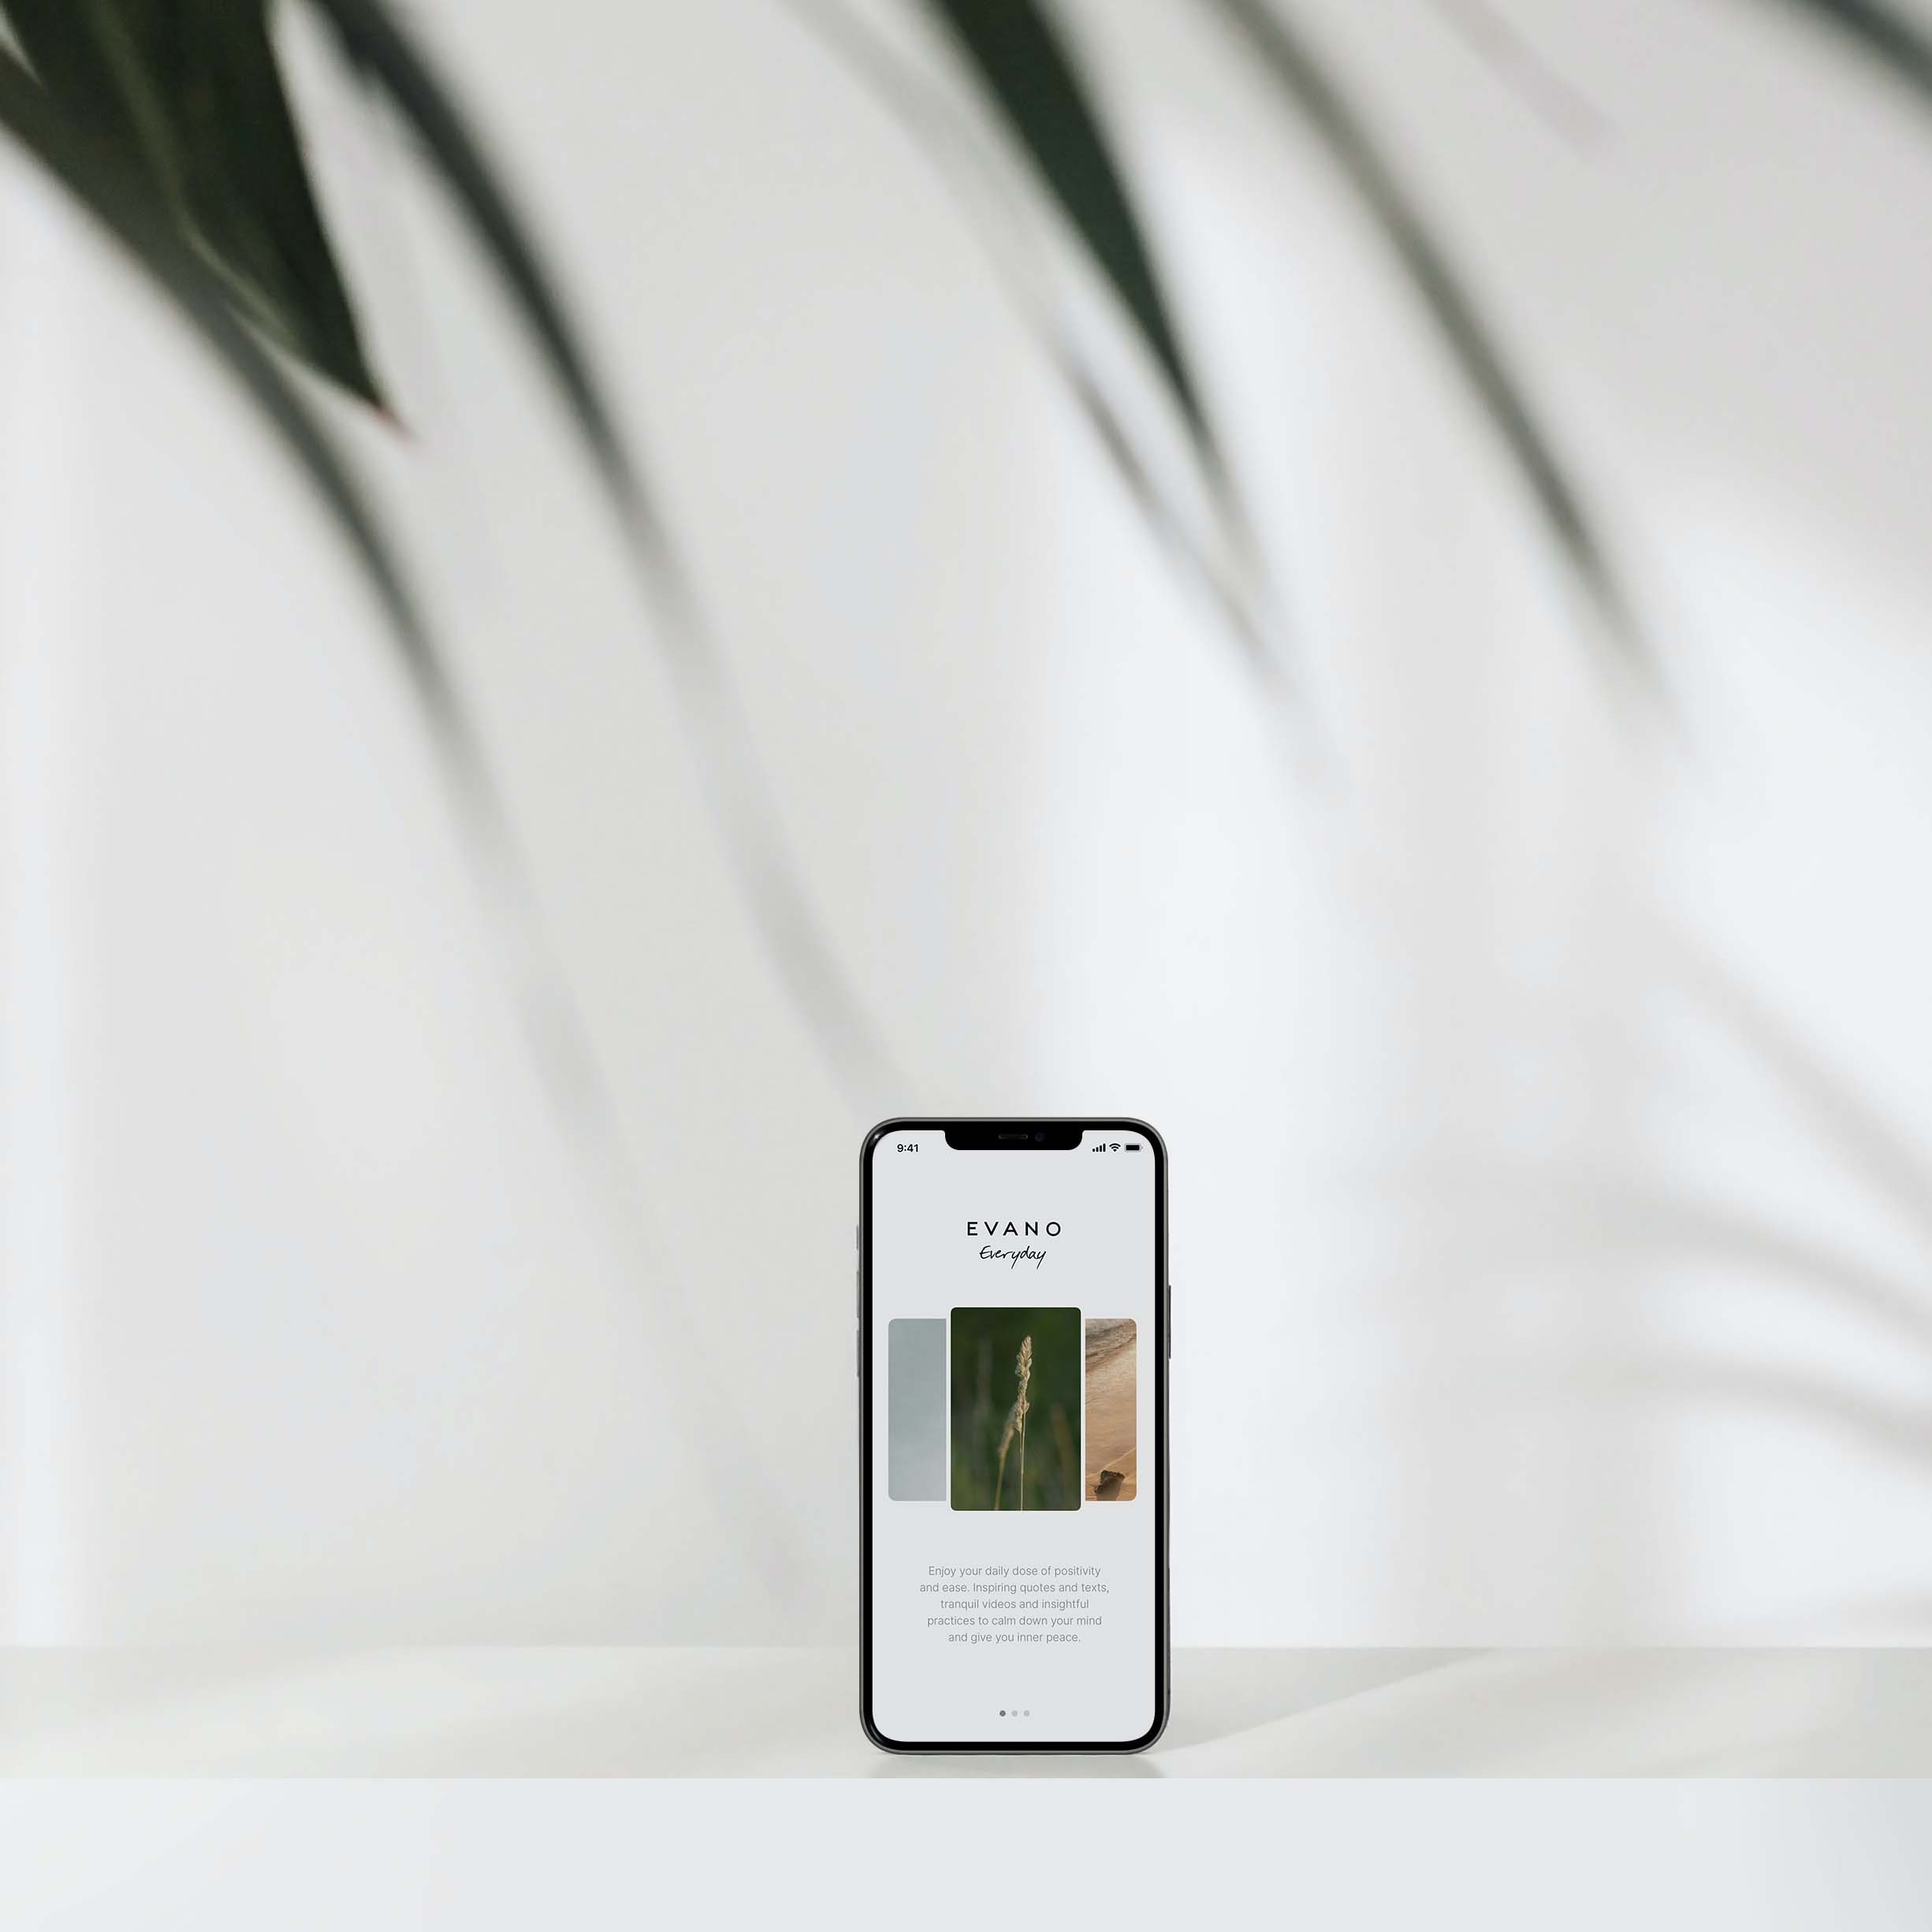 9:41
EVANO
Everyday
Enjoy your daily dose of positivity
and ease. Inspiring quotes and texts,
tranquil videos and insightful
practices to calm down your mind
and give you inner peace.